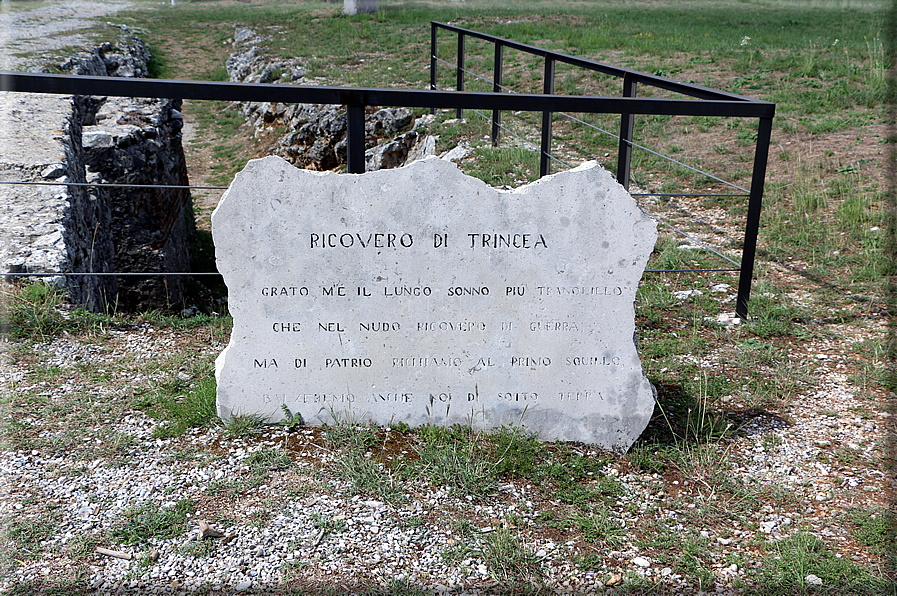 RICOVERO DI TRINCEA
GRATO M'È IL LUNGO SONNO PIÙ TRANQUILLO
CHE NEL NUDO RICOVERO DI GUERRA
MA DI PATRIO RICHIAMO AL PRIMO SQUILLO
BALZEREMO ANCHE NOI DI SOTTO TERRA